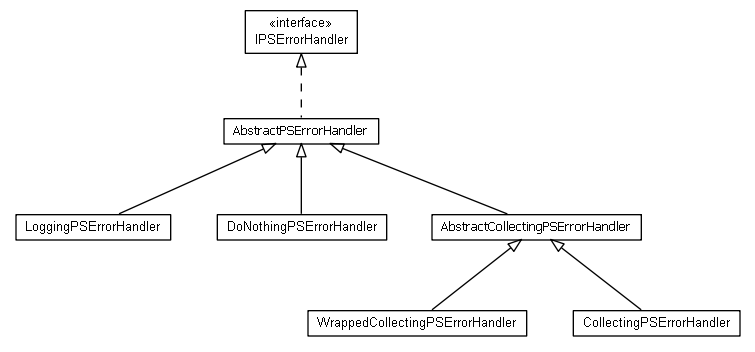 «interface»
IPSErrorHandler
AbstractPSErrorHandler
LoggingPSErrorHandler
DoNothingPSErrorHandler
AbstractCollectingPSErrorHandler
WrappedCollectingPSErrorHandler
CollectingPSErrorHandler